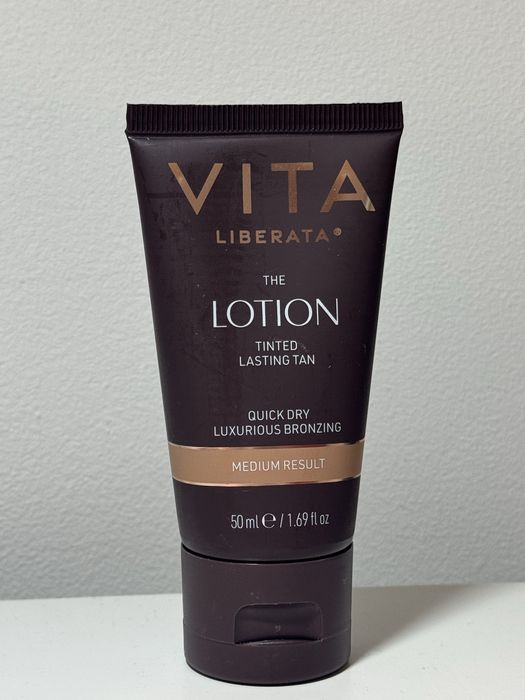 VITA
LIBERATA®
THE
LOTION
TINTED
LASTING TAN
QUICK DRY
LUXURIOUS BRONZING
MEDIUM RESULT
50 ml ℮ / 1.69 fl oz